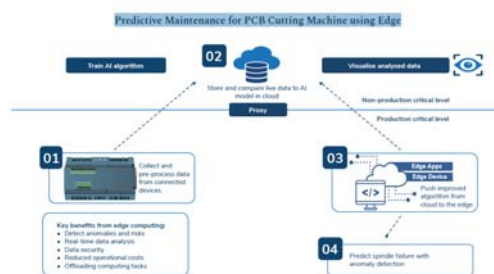 Predictive Maintenance for PCB Cutting Machine using Edge
Train AI algorithm
02
Store and compare live data to AI
model in cloud
Visualise analysed data
Proxy
Non-production critical level
Production critical level
01
Collect and
pre-process data
from connected
devices
Key benefits from edge computing:
• Detect anomalies and risks
• Real-time data analysis
• Data security
• Reduced operational costs
• Offloading computing tasks
03
Edge Apps
Edge Device
</>
Push improved
algorithm from
cloud to the edge
04
Predict spindle failure with
anomaly detection